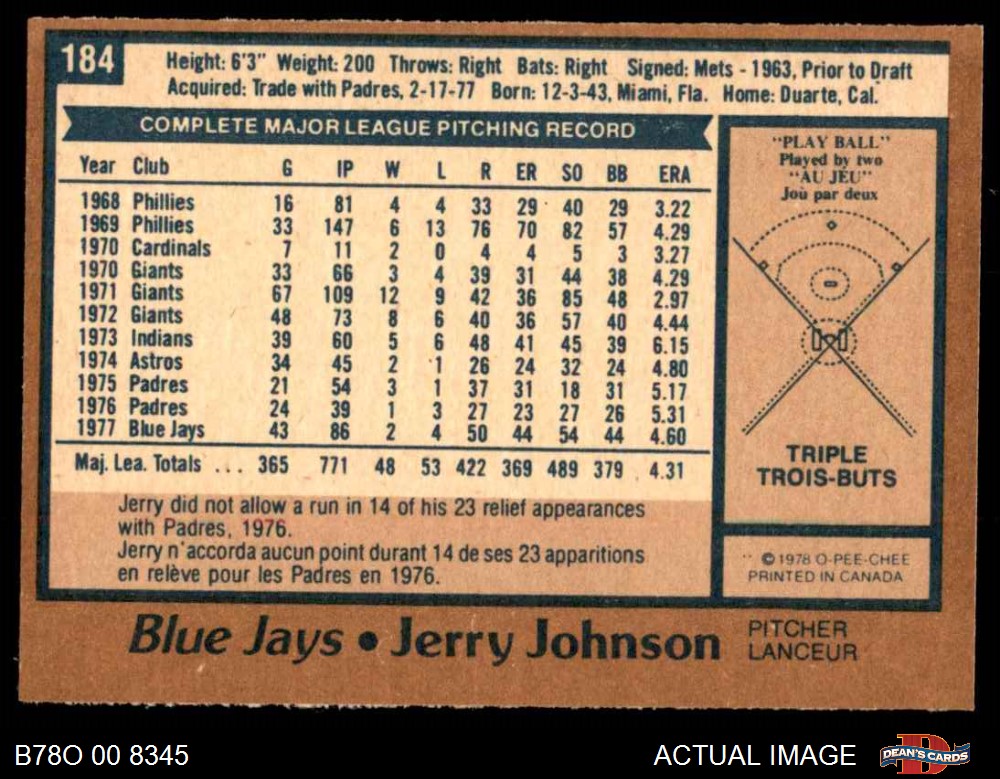 184
Height: 6'3" Weight: 200 Throws: Right Bats: Right Signed: Mets - 1963, Prior to Draft
Acquired: Trade with Padres, 2-17-77 Born: 12-3-43, Miami, Fla. Home: Duarte, Cal.
COMPLETE MAJOR LEAGUE PITCHING RECORD
Year Club G IP W L R ER SO BB ERA
1968 Phillies 16 81 4 4 33 29 40 29 3.22
1969 Phillies 33 147 6 13 76 70 82 57 4.29
1970 Cardinals 7 11 2 0 4 4 5 3 3.27
1970 Giants 33 66 3 4 39 31 44 38 4.29
1971 Giants 67 109 12 9 42 36 85 48 2.97
1972 Giants 48 73 8 6 40 36 57 40 4.44
1973 Indians 39 60 5 6 48 41 45 39 6.15
1974 Astros 34 45 2 1 26 24 32 24 4.80
1975 Padres 21 54 3 1 37 31 18 31 5.17
1976 Padres 24 39 1 3 27 23 27 26 5.31
1977 Blue Jays 43 86 2 4 50 44 54 44 4.60
Maj. Lea. Totals ... 365 771 48 53 422 369 489 379 4.31
Jerry did not allow a run in 14 of his 23 relief appearances
with Padres, 1976.
Jerry n'accorda aucun point durant 14 de ses 23 apparitions
en relève pour les Padres en 1976.
"PLAY BALL"
Played by two
"AU JEU"
Joù par deux
TRIPLE
TROIS-BUTS
© 1978 O-PEE-CHEE
PRINTED IN CANADA
Blue Jays • Jerry Johnson
PITCHER
LANCEUR
B78O 00 8345
ACTUAL IMAGE
DEAN'S CARDS